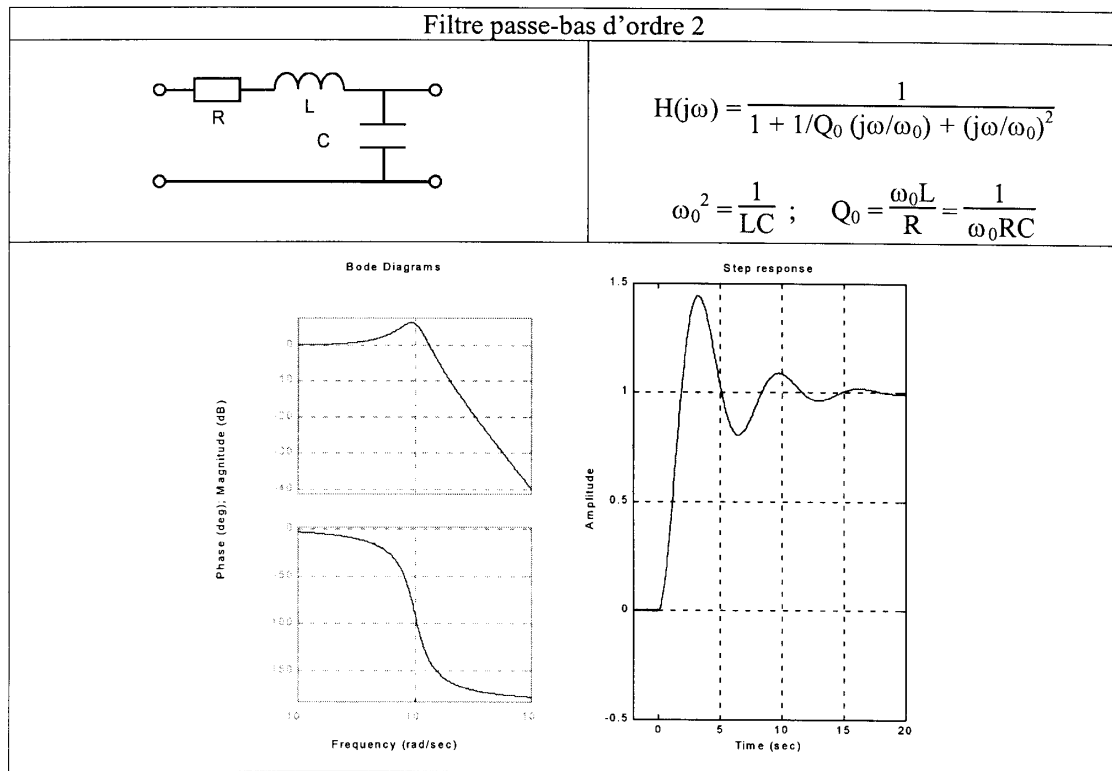 Filtre passe-bas d'ordre 2
R
L
C
H(jω) = 1 / (1 + 1/Q₀ (jω/ω₀) + (jω/ω₀)²)
ω₀² = 1/LC ; Q₀ = ω₀L/R = 1/ω₀RC
Bode Diagrams
Phase (deg); Magnitude (dB)
0
0
Frequency (rad/sec)
Step response
Amplitude
1.5
1
0.5
0
-0.5
0 5 10 15 20
Time (sec)